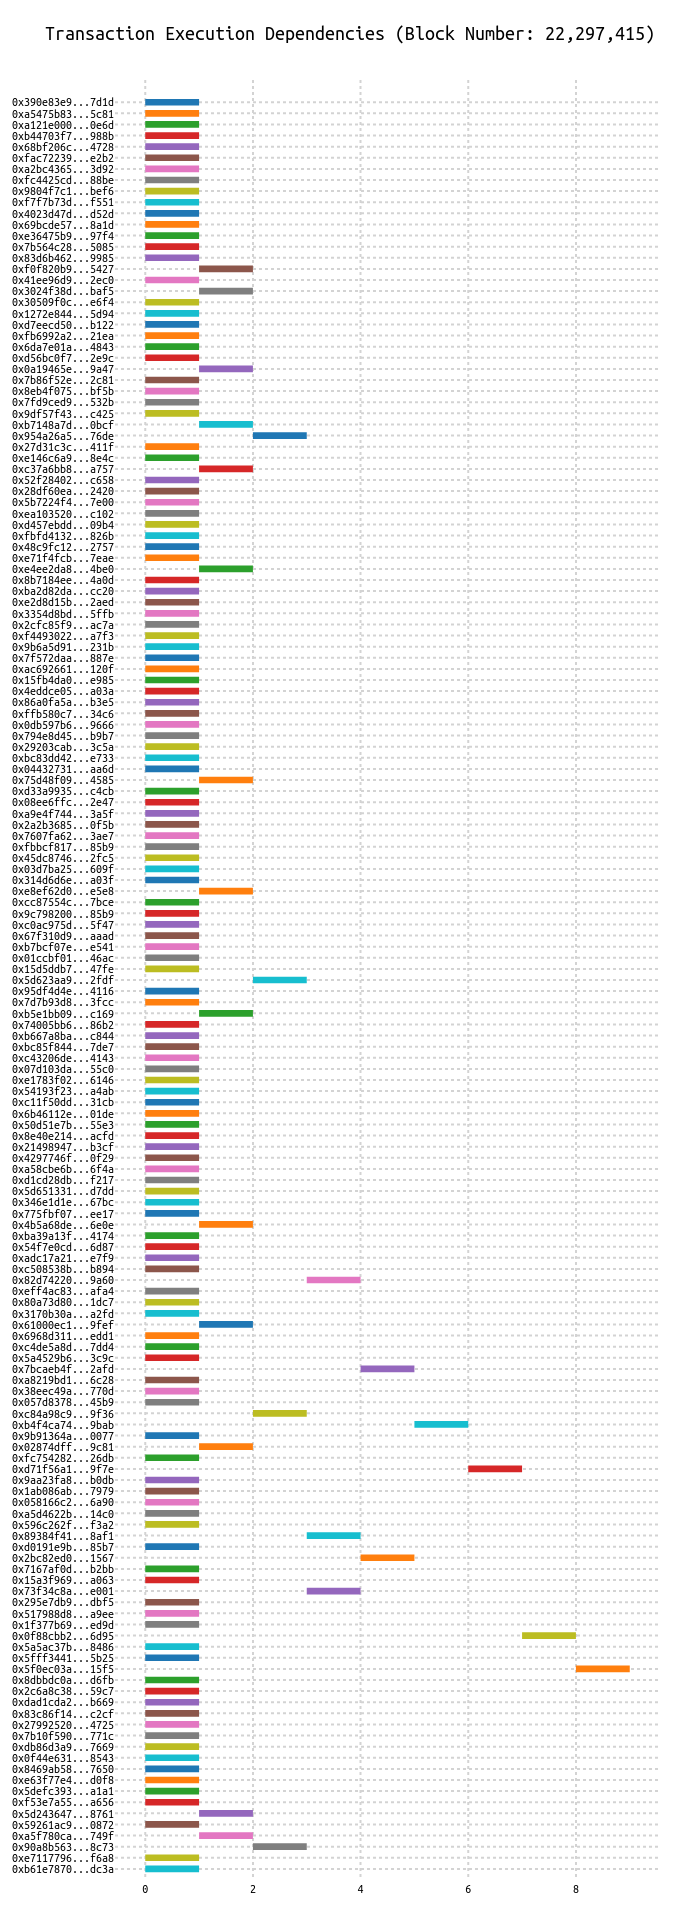 Transaction Execution Dependencies (Block Number: 22,297,415)
0x390e83e9...7d1d
0xa5475b83...5c81
0xa121e000...0e6d
0xb44703f7...988b
0x68bf206c...4728
0xfac72239...e2b2
0xa2bc4365...3d92
0xfc4425cd...88be
0x9804f7c1...bef6
0xf7f7b73d...f551
0x4023d47d...d52d
0x69bcde57...8a1d
0xe36475b9...97f4
0x7b564c28...5085
0x83d6b462...9985
0xf0f820b9...5427
0x41ee96d9...2ec0
0x3024f38d...baf5
0x30509f0c...e6f4
0x1272e844...5d94
0xd7eecd50...b122
0xfb6992a2...21ea
0x6da7e01a...4843
0xd56bc0f7...2e9c
0x0a19465e...9a47
0x7b86f52e...2c81
0x8eb4f075...bf5b
0x7fd9ced9...532b
0x9df57f43...c425
0xb7148a7d...0bcf
0x954a26a5...76de
0x27d31c3c...411f
0xe146c6a9...8e4c
0xc37a6bb8...a757
0x52f28402...c658
0x28df60ea...2420
0x5b7224f4...7e00
0xea103520...c102
0xd457ebdd...09b4
0xfbfd4132...826b
0x48c9fc12...2757
0xe71f4fcb...7eae
0xe4ee2da8...4be0
0x8b7184ee...4a0d
0xba2d82da...cc20
0xe2d8d15b...2aed
0x3354d8bd...5ffb
0x2cfc85f9...ac7a
0xf4493022...a7f3
0x9b6a5d91...231b
0x7f572daa...887e
0xac692661...120f
0x15fb4da0...e985
0x4eddce05...a03a
0x86a0fa5a...b3e5
0xffb580c7...34c6
0x0db597b6...9666
0x794e8d45...b9b7
0x29203cab...3c5a
0xbc83dd42...e733
0x04432731...aa6d
0x75d48f09...4585
0xd33a9935...c4cb
0x08ee6ffc...2e47
0xa9e4f744...3a5f
0x2a2b3685...0f5b
0x7607fa62...3ae7
0xfbbcf817...85b9
0x45dc8746...2fc5
0x03d7ba25...609f
0x314d6d6e...a03f
0xe8ef62d0...e5e8
0xcc87554c...7bce
0x9c798200...85b9
0xc0ac975d...5f47
0x67f310d9...aaad
0xb7bcf07e...e541
0x01ccbf01...46ac
0x15d5ddb7...47fe
0x5d623aa9...2fdf
0x95df4d4e...4116
0x7d7b93d8...3fcc
0xb5e1bb09...c169
0x74005bb6...86b2
0xb667a8ba...c844
0xbc85f844...7de7
0xc43206de...4143
0x07d103da...55c0
0xe1783f02...6146
0x54193f23...a4ab
0xc11f50dd...31cb
0x6b46112e...01de
0x50d51e7b...55e3
0x8e40e214...acfd
0x21498947...b3cf
0x4297746f...0f29
0xa58cbe6b...6f4a
0xd1cd28db...f217
0x5d651331...d7dd
0x346e1d1e...67bc
0x775fbf07...ee17
0x4b5a68de...6e0e
0xba39a13f...4174
0x54f7e0cd...6d87
0xadc17a21...e7f9
0xc508538b...b894
0x82d74220...9a60
0xeff4ac83...afa4
0x80a73d80...1dc7
0x3170b30a...a2fd
0x61000ec1...9fef
0x6968d311...edd1
0xc4de5a8d...7dd4
0x5a4529b6...3c9c
0x7bcaeb4f...2afd
0xa8219bd1...6c28
0x38eec49a...770d
0x057d8378...45b9
0xc84a98c9...9f36
0xb4f4ca74...9bab
0x9b91364a...0077
0x02874dff...9c81
0xfc754282...26db
0xd71f56a1...9f7e
0x9aa23fa8...b0db
0x1ab086ab...7979
0x058166c2...6a90
0xa5d4622b...14c0
0x596c262f...f3a2
0x89384f41...8af1
0xd0191e9b...85b7
0x2bc82ed0...1567
0x7167af0d...b2bb
0x15a3f969...a063
0x73f34c8a...e001
0x295e7db9...dbf5
0x517988d8...a9ee
0x1f377b69...ed9d
0x0f88cbb2...6d95
0x5a5ac37b...8486
0x5fff3441...5b25
0x5f0ec03a...15f5
0x8dbbdc0a...d6fb
0x2c6a8c38...59c7
0xdad1cda2...b669
0x83c86f14...c2cf
0x27992520...4725
0x7b10f590...771c
0xdb86d3a9...7669
0x0f44e631...8543
0x8469ab58...7650
0xe63f77e4...d0f8
0x5defc393...a1a1
0xf53e7a55...a656
0x5d243647...8761
0x59261ac9...0872
0xa5f780ca...749f
0x90a8b563...8c73
0xe7117796...f6a8
0xb61e7870...dc3a
0 2 4 6 8